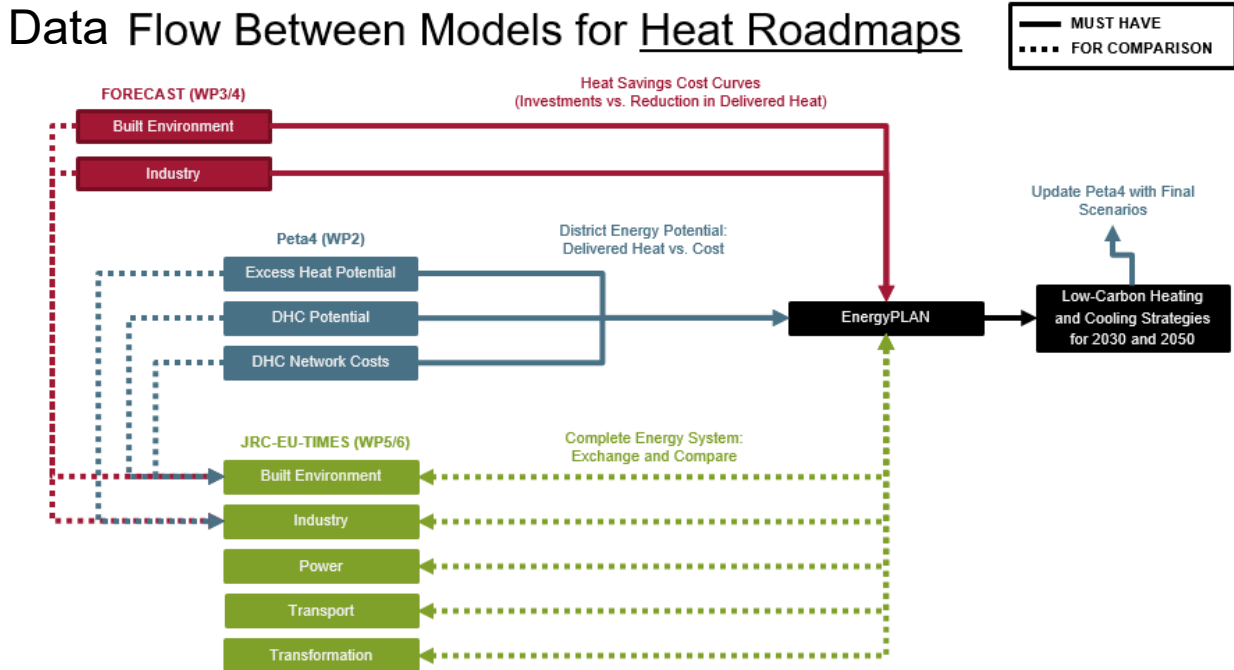 Data Flow Between Models for Heat Roadmaps
MUST HAVE
FOR COMPARISON
FORECAST (WP3/4)
Heat Savings Cost Curves
(Investments vs. Reduction in Delivered Heat)
Built Environment
Industry
Update Peta4 with Final
Scenarios
Peta4 (WP2)
District Energy Potential:
Delivered Heat vs. Cost
Excess Heat Potential
DHC Potential
DHC Network Costs
EnergyPLAN
Low-Carbon Heating
and Cooling Strategies
for 2030 and 2050
JRC-EU-TIMES (WP5/6)
Complete Energy System:
Exchange and Compare
Built Environment
Industry
Power
Transport
Transformation